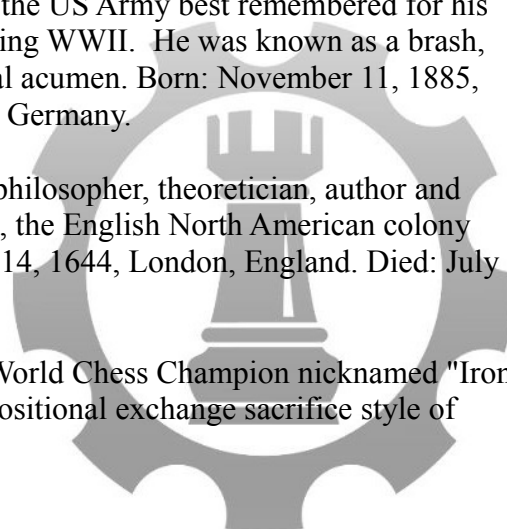 the US Army best remembered for his
ing WWII. He was known as a brash,
al acumen. Born: November 11, 1885,
Germany.
philosopher, theoretician, author and
, the English North American colony
14, 1644, London, England. Died: July
World Chess Champion nicknamed "Iron
ositional exchange sacrifice style of